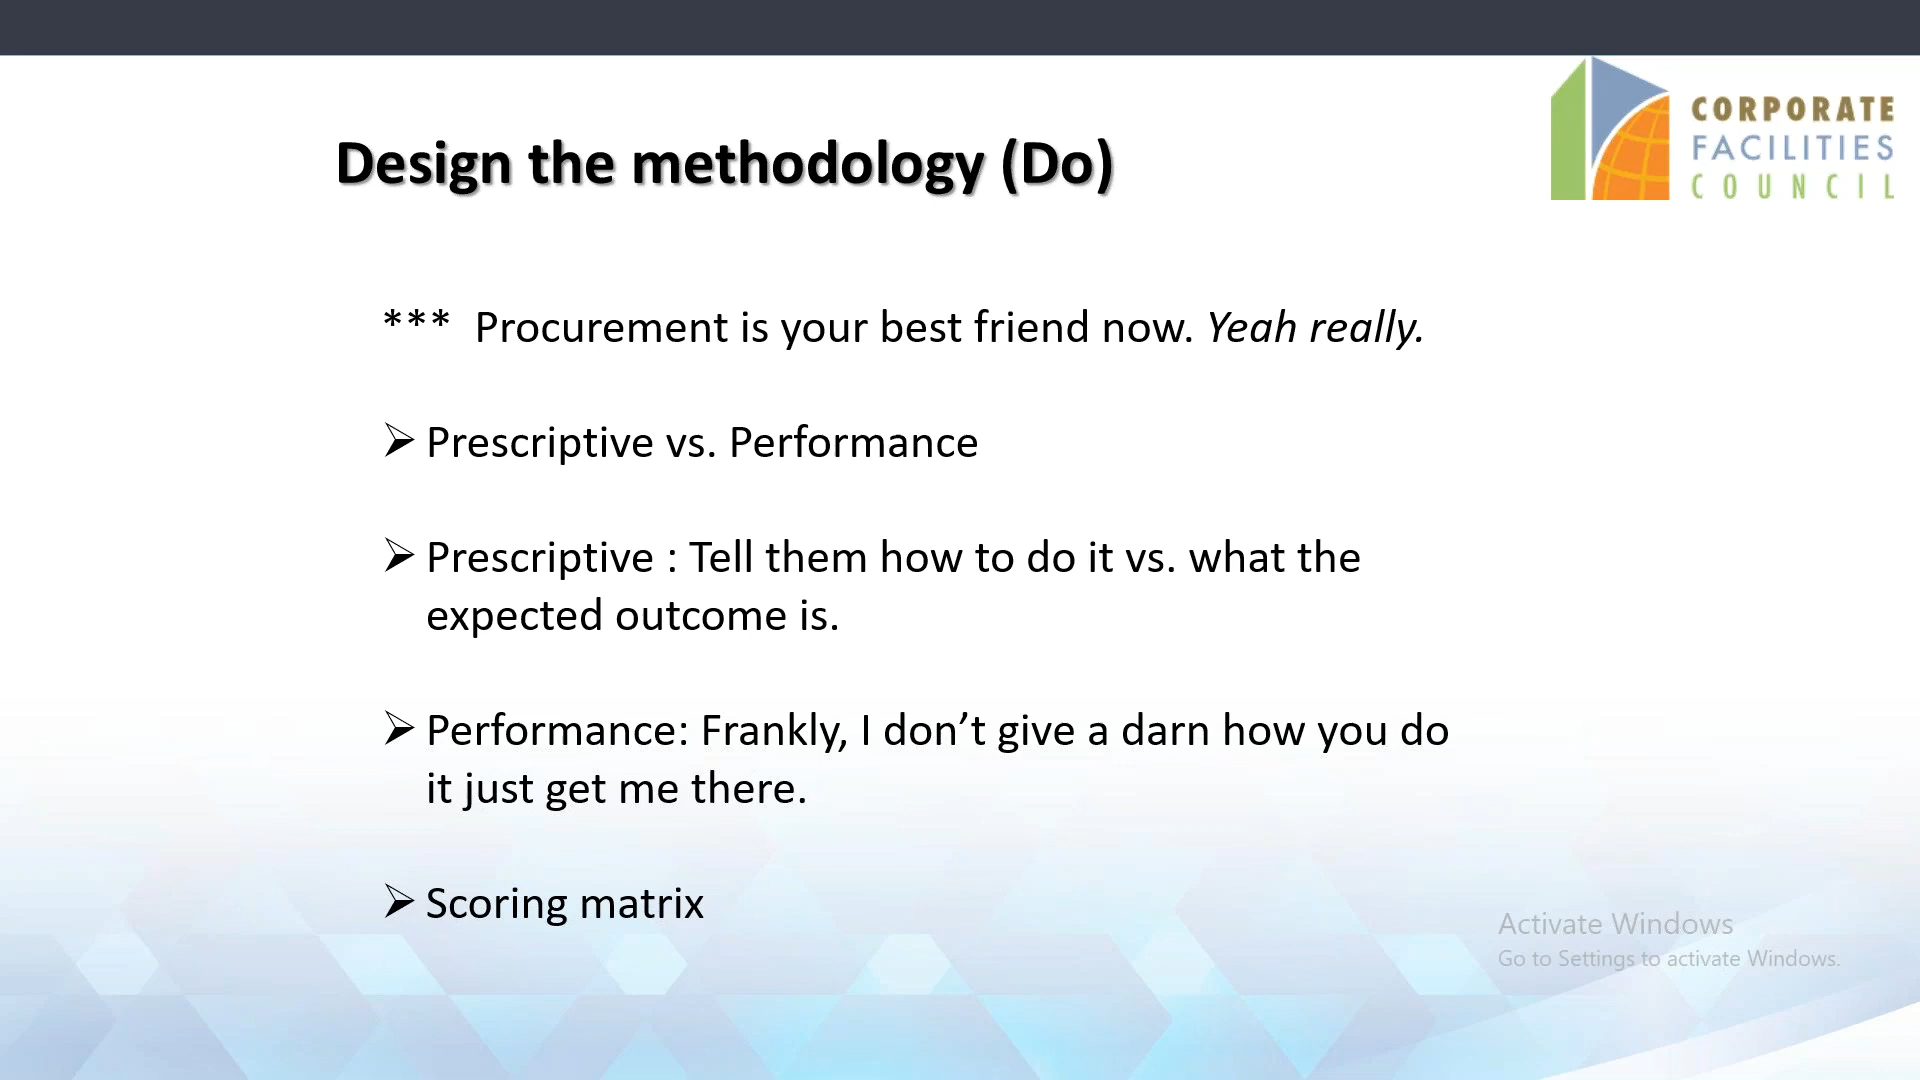 CORPORATE
FACILITIES
COUNCIL
Design the methodology (Do)
*** Procurement is your best friend now. Yeah really.
➢ Prescriptive vs. Performance
➢ Prescriptive : Tell them how to do it vs. what the
expected outcome is.
➢ Performance: Frankly, I don’t give a darn how you do
it just get me there.
➢ Scoring matrix
Activate Windows
Go to Settings to activate Windows.